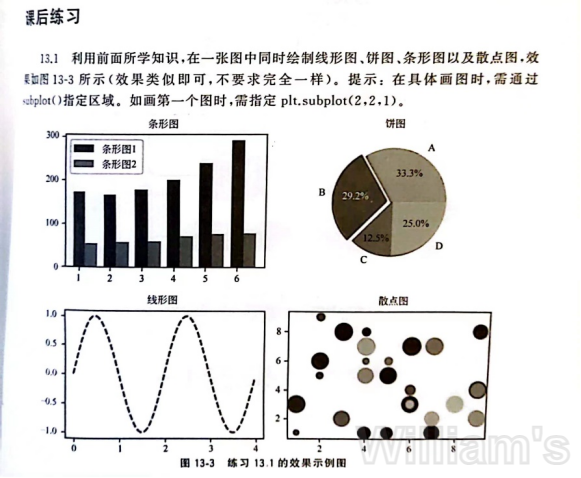 课后练习
13.1 利用前面所学知识,在一张图中同时绘制线形图、饼图、条形图以及散点图,效
果如图 13-3 所示(效果类似即可,不要求完全一样)。提示:在具体画图时,需通过
subplot()指定区域。如画第一个图时,需指定 plt.subplot(2,2,1)。
条形图
300
200
100
0
条形图1
条形图2
1 2 3 4 5 6
饼图
A
33.3%
B
29.2%
12.5%
C
25.0%
D
线形图
1.0
0.5
0.0
-0.5
-1.0
0 1 2 3 4
散点图
8
6
4
2
2 4 6 8
图 13-3 练习 13.1 的效果示例图
William's